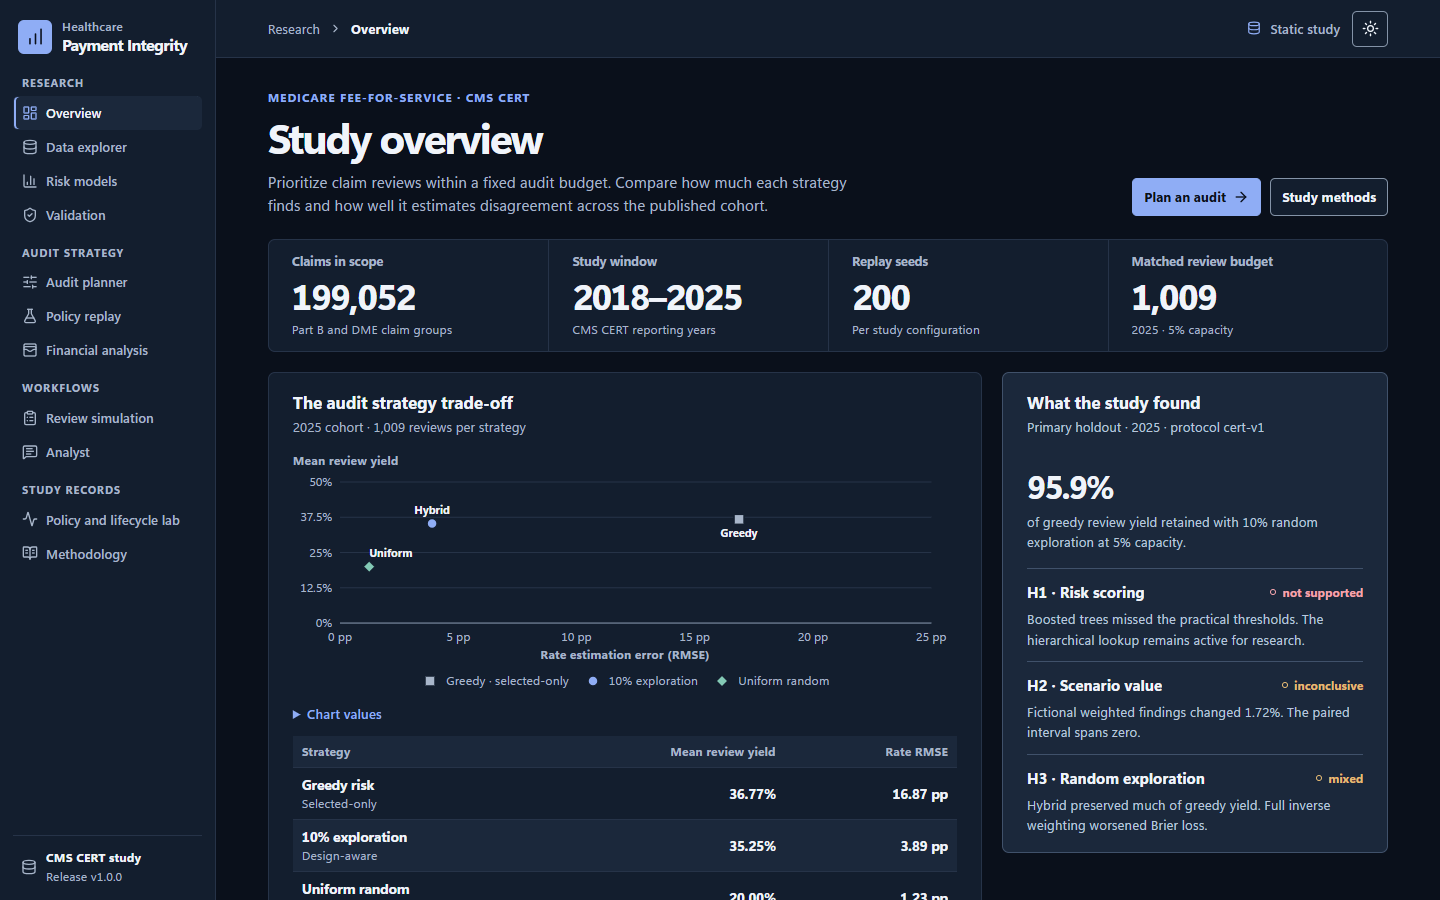 Healthcare
Payment Integrity
RESEARCH
Overview
Data explorer
Risk models
Validation
AUDIT STRATEGY
Audit planner
Policy replay
Financial analysis
WORKFLOWS
Review simulation
Analyst
STUDY RECORDS
Policy and lifecycle lab
Methodology
CMS CERT study
Release v1.0.0
Research > Overview
Static study
MEDICARE FEE-FOR-SERVICE · CMS CERT
Study overview
Prioritize claim reviews within a fixed audit budget. Compare how much each strategy
finds and how well it estimates disagreement across the published cohort.
Plan an audit →
Study methods
Claims in scope
199,052
Part B and DME claim groups
Study window
2018–2025
CMS CERT reporting years
Replay seeds
200
Per study configuration
Matched review budget
1,009
2025 · 5% capacity
The audit strategy trade-off
2025 cohort · 1,009 reviews per strategy
Mean review yield
50%
37.5%
25%
12.5%
0%
Hybrid
Greedy
Uniform
0 pp
5 pp
10 pp
15 pp
20 pp
25 pp
Rate estimation error (RMSE)
Greedy · selected-only
10% exploration
Uniform random
Chart values
Strategy Mean review yield Rate RMSE
Greedy risk
Selected-only
36.77% 16.87 pp
10% exploration
Design-aware
35.25% 3.89 pp
Uniform random
20.00% 1.23 pp
What the study found
Primary holdout · 2025 · protocol cert-v1
95.9%
of greedy review yield retained with 10% random
exploration at 5% capacity.
H1 · Risk scoring
not supported
Boosted trees missed the practical thresholds. The
hierarchical lookup remains active for research.
H2 · Scenario value
inconclusive
Fictional weighted findings changed 1.72%. The paired
interval spans zero.
H3 · Random exploration
mixed
Hybrid preserved much of greedy yield. Full inverse
weighting worsened Brier loss.